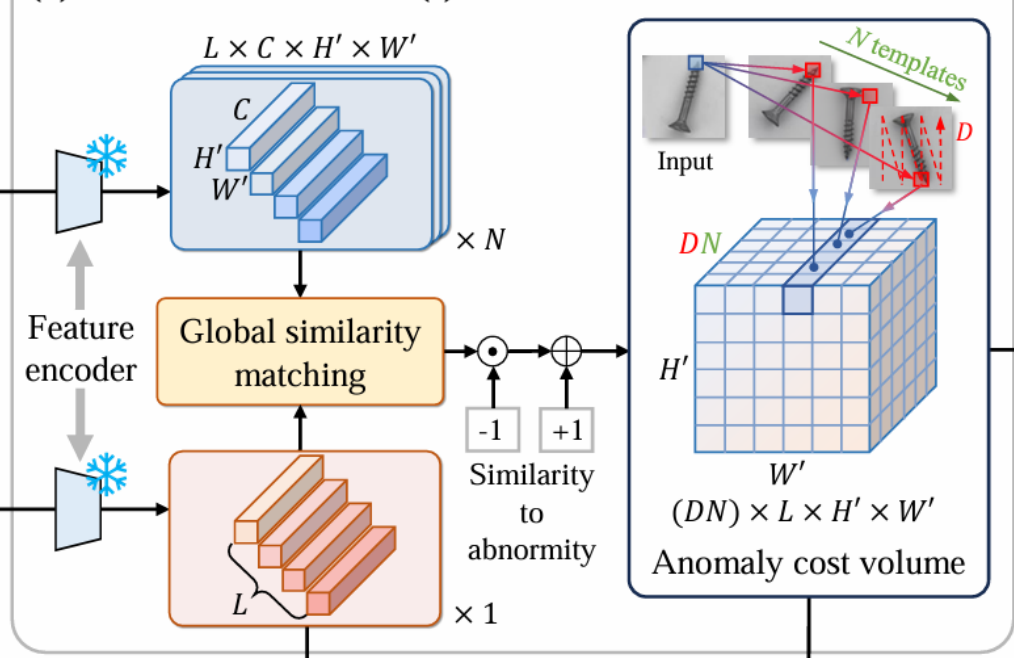 L × C × H′ × W′
C
H′
W′
× N
Feature
encoder
Global similarity
matching
-1
+1
Similarity
to
abnormity
L
× 1
N templates
Input
D
DN
H′
W′
(DN) × L × H′ × W′
Anomaly cost volume